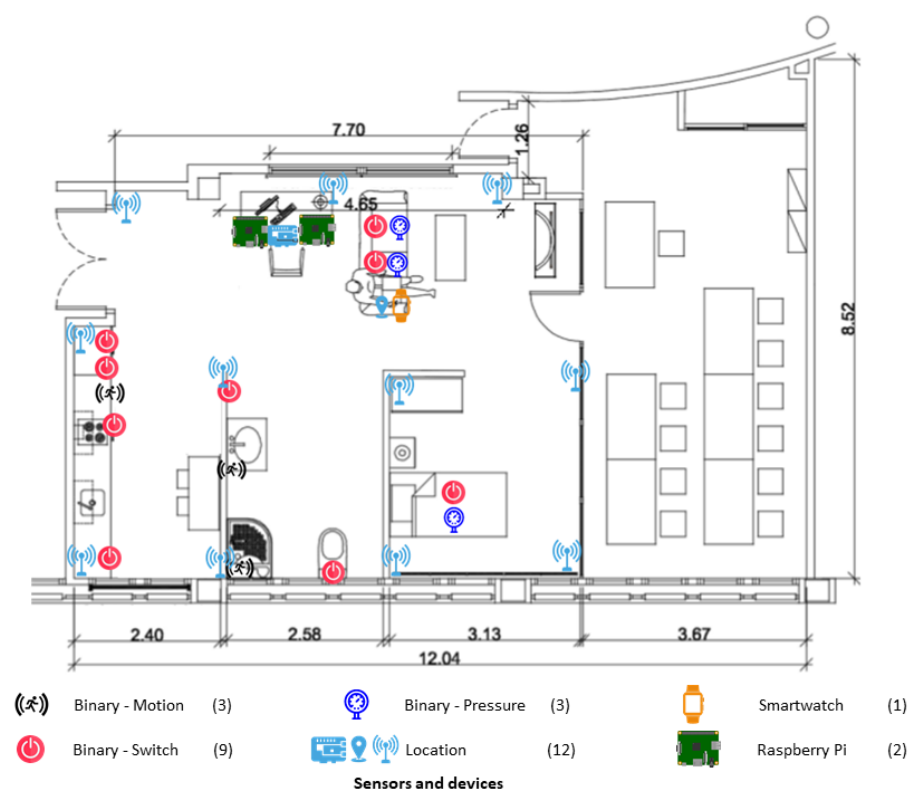 7.70
1.26
4.65
8.52
2.40
2.58
3.13
3.67
12.04
Binary - Motion (3)
Binary - Pressure (3)
Smartwatch (1)
Binary - Switch (9)
Location (12)
Raspberry Pi (2)
Sensors and devices